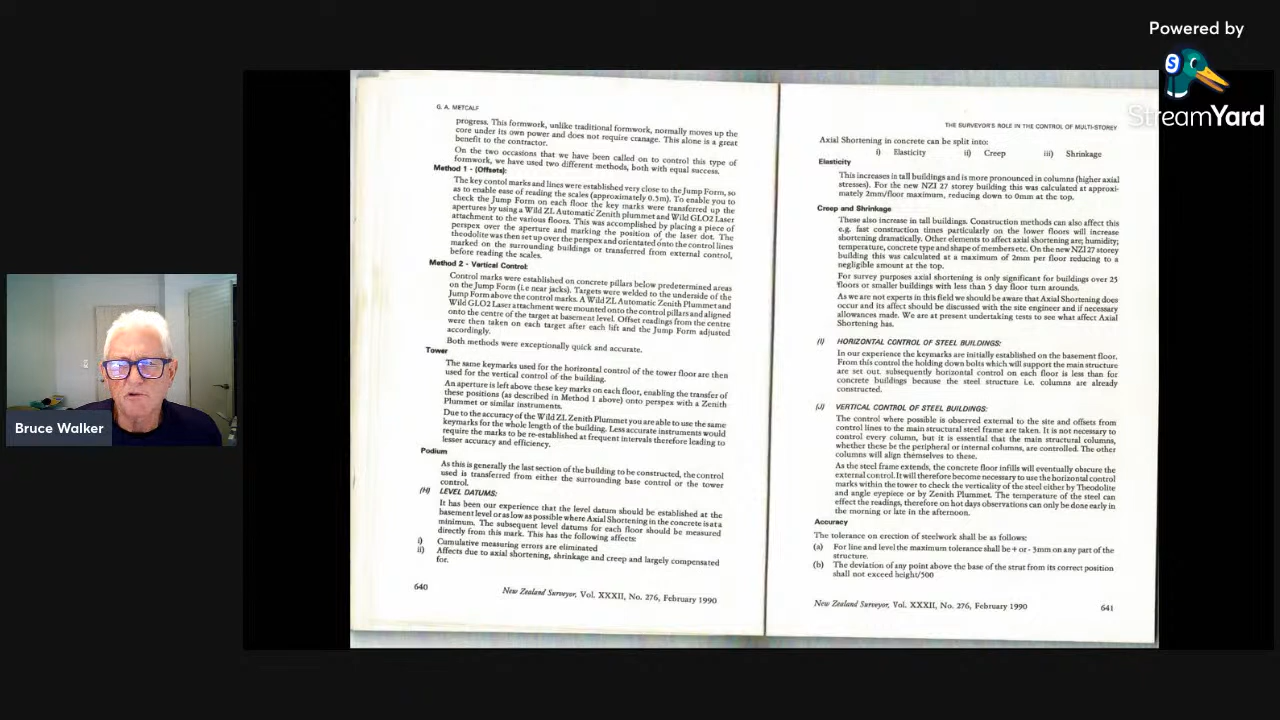 Powered by
StreamYard
Bruce Walker
G. A. METCALF
progress. This formwork, unlike traditional formwork, normally moves up the
core under its own power and does not require cranage. This alone is a great
benefit to the contractor.
On the two occasions that we have been called on to control this type of
formwork, we have used two different methods, both with equal success.
Method 1 - (Offsets):
The key contol marks and lines were established very close to the Jump Form, so
as to enable ease of reading the scales (approximately 0.5m). To enable you to
check the Jump Form on each floor the key marks were transferred up the
apertures by using a Wild ZL Automatic Zenith plummet and Wild GLO2 Laser
attachment to the various floors. This was accomplished by placing a piece of
perspex over the aperture and marking the position of the laser dot. The
theodolite was then set up over the perspex and orientated onto the control lines
marked on the surrounding buildings or transferred from external control,
before reading the scales.
Method 2 - Vertical Control:
Control marks were established on concrete pillars below predetermined areas
on the Jump Form (i.e near jacks). Targets were welded to the underside of the
Jump Form above the control marks. A Wild ZL Automatic Zenith Plummet and
Wild GLO2 Laser attachment were mounted onto the control pillars and aligned
onto the centre of the target at basement level. Offset readings from the centre
were then taken on each target after each lift and the Jump Form adjusted
accordingly.
Both methods were exceptionally quick and accurate.
Tower
The same keymarks used for the horizontal control of the tower floor are then
used for the vertical control of the building.
An aperture is left above these key marks on each floor, enabling the transfer of
these positions (as described in Method 1 above) onto perspex with a Zenith
Plummet or similar instruments.
Due to the accuracy of the Wild ZL Zenith Plummet you are able to use the same
keymarks for the whole length of the building. Less accurate instruments would
require the marks to be re-established at frequent intervals therefore leading to
lesser accuracy and efficiency.
Podium
As this is generally the last section of the building to be constructed, the control
used is transferred from either the surrounding base control or the tower
control.
(H) LEVEL DATUMS:
It has been our experience that the level datum should be established at the
basement level or as low as possible where Axial Shortening in the concrete is at a
minimum. The subsequent level datums for each floor should be measured
directly from this mark. This has the following affects:
i) Cumulative measuring errors are eliminated
ii) Affects due to axial shortening, shrinkage and creep and largely compensated
for.
640
New Zealand Surveyor, Vol. XXXII, No. 276, February 1990
THE SURVEYOR'S ROLE IN THE CONTROL OF MULTI-STOREY
Axial Shortening in concrete can be split into:
i) Elasticity ii) Creep iii) Shrinkage
Elasticity
This increases in tall buildings and is more pronounced in columns (higher axial
stresses). For the new NZI 27 storey building this was calculated at approxi-
mately 2mm/floor maximum, reducing down to 0mm at the top.
Creep and Shrinkage
These also increase in tall buildings. Construction methods can also affect this
e.g. fast construction times particularly on the lower floors will increase
shortening dramatically. Other elements to affect axial shortening are; humidity;
temperature, concrete type and shape of members etc. On the new NZI 27 storey
building this was calculated at a maximum of 2mm per floor reducing to a
negligible amount at the top.
For survey purposes axial shortening is only significant for buildings over 25
floors or smaller buildings with less than 5 day floor turn arounds.
As we are not experts in this field we should be aware that Axial Shortening does
occur and its affect should be discussed with the site engineer and if necessary
allowances made. We are at present undertaking tests to see what affect Axial
Shortening has.
(I) HORIZONTAL CONTROL OF STEEL BUILDINGS:
In our experience the keymarks are initially established on the basement floor.
From this control the holding down bolts which will support the main structure
are set out. subsequently horizontal control on each floor is less than for
concrete buildings because the steel structure i.e. columns are already
constructed.
(J) VERTICAL CONTROL OF STEEL BUILDINGS:
The control where possible is observed external to the site and offsets from
control lines to the main structural steel frame are taken. It is not necessary to
control every column, but it is essential that the main structural columns,
whether these be the peripheral or internal columns, are controlled. The other
columns will align themselves to these.
As the steel frame extends, the concrete floor infills will eventually obscure the
external control. It will therefore become necessary to use the horizontal control
marks within the tower to check the verticality of the steel either by Theodolite
and angle eyepiece or by Zenith Plummet. The temperature of the steel can
effect the readings, therefore on hot days observations can only be done early in
the morning or late in the afternoon.
Accuracy
The tolerance on erection of steelwork shall be as follows:
(a) For line and level the maximum tolerance shall be + or - 3mm on any part of the
structure.
(b) The deviation of any point above the base of the strut from its correct position
shall not exceed height/500
New Zealand Surveyor, Vol. XXXII, No. 276, February 1990
641